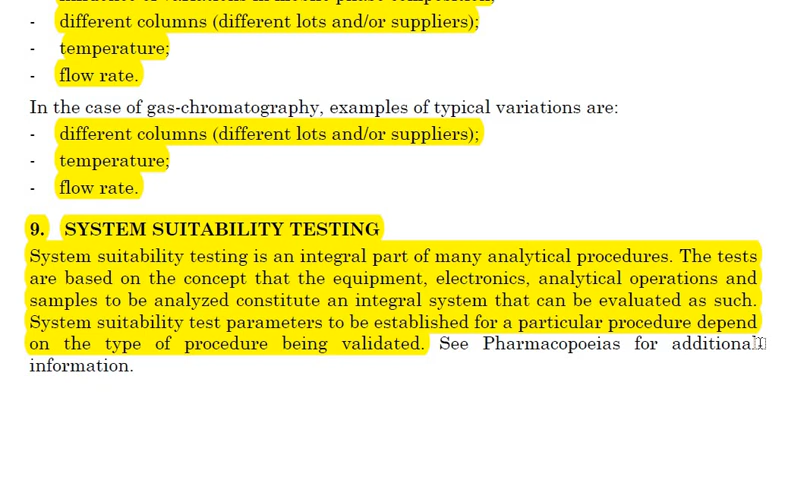 - different columns (different lots and/or suppliers);
- temperature;
- flow rate.
In the case of gas-chromatography, examples of typical variations are:
- different columns (different lots and/or suppliers);
- temperature;
- flow rate.
9. SYSTEM SUITABILITY TESTING
System suitability testing is an integral part of many analytical procedures. The tests
are based on the concept that the equipment, electronics, analytical operations and
samples to be analyzed constitute an integral system that can be evaluated as such.
System suitability test parameters to be established for a particular procedure depend
on the type of procedure being validated. See Pharmacopoeias for additional
information.